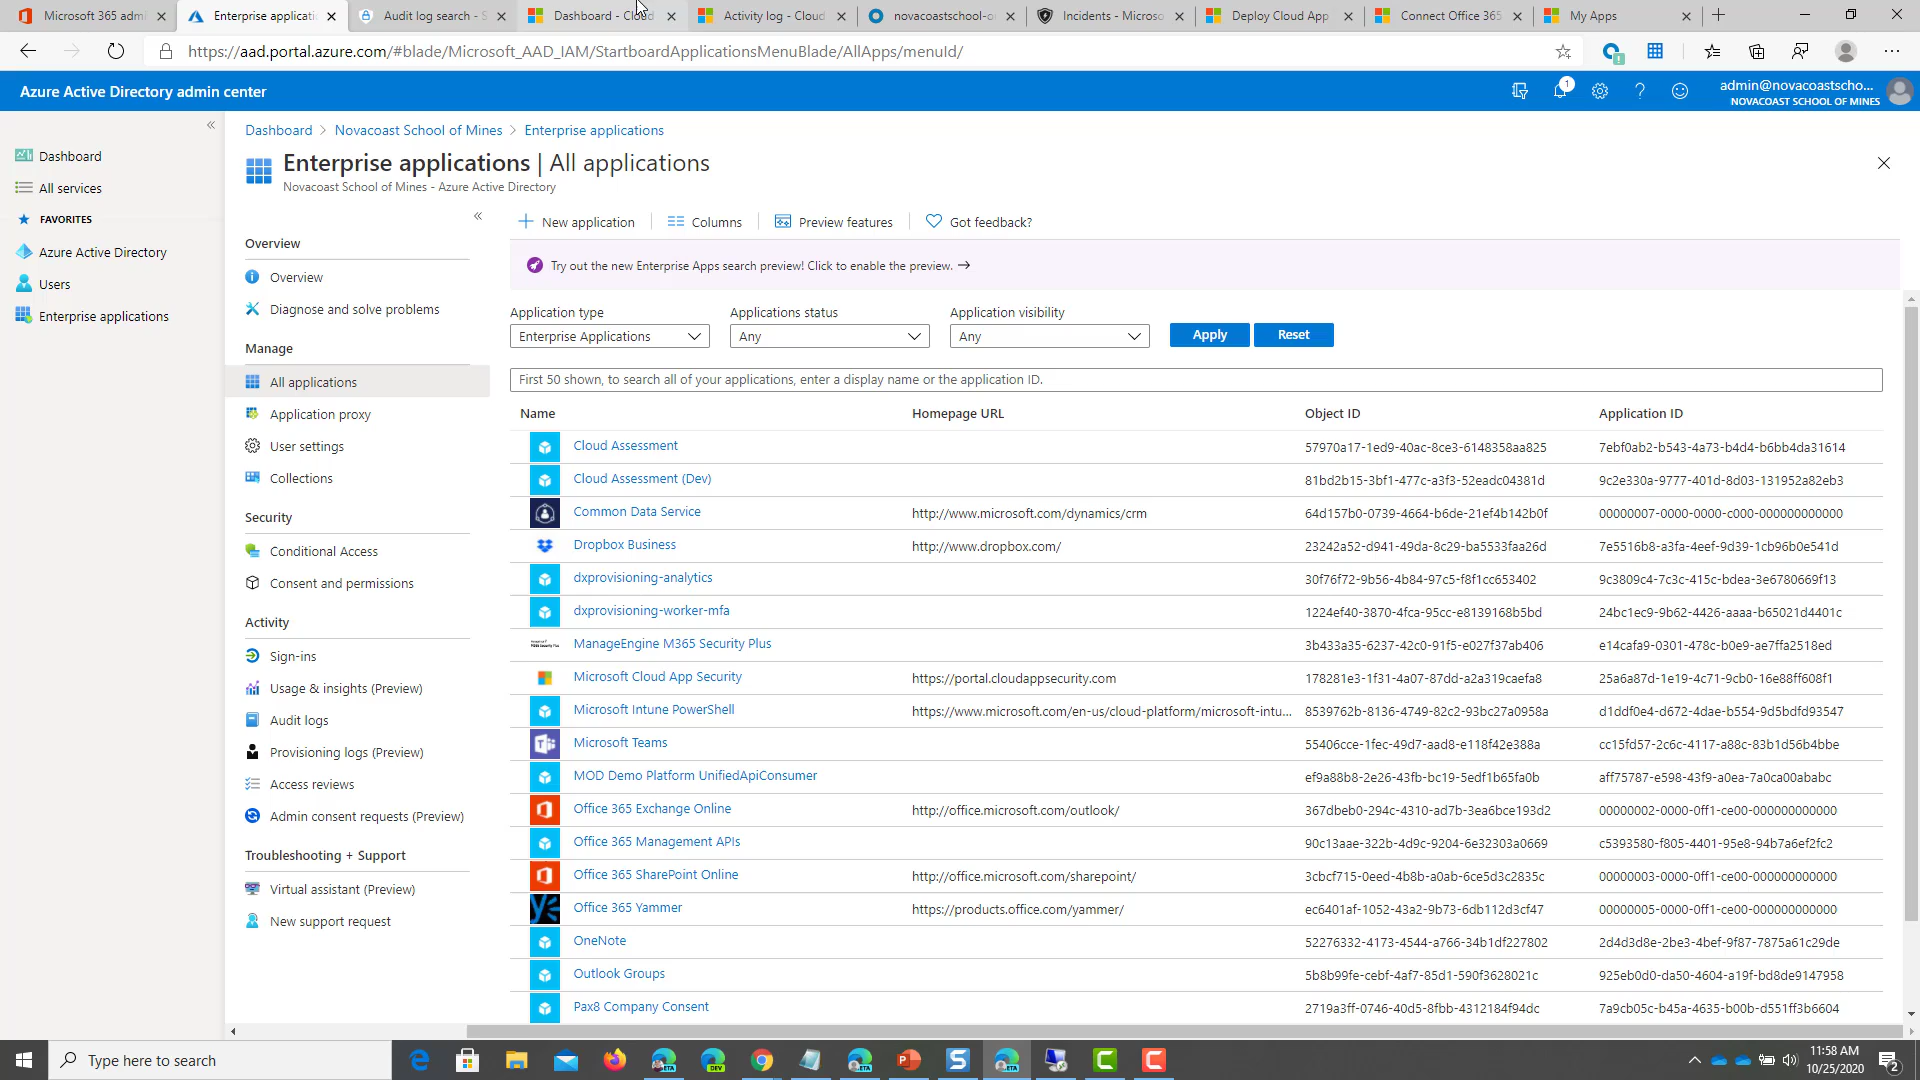 Microsoft 365 admi
Enterprise applicati
Audit log search - S
Dashboard - Cloud
Activity log - Cloud
novacoastschool-o
Incidents - Microso
Deploy Cloud App
Connect Office 365
My Apps
https://aad.portal.azure.com/#blade/Microsoft_AAD_IAM/StartboardApplicationsMenuBlade/AllApps/menuId/
Azure Active Directory admin center
1
admin@novacoastscho...
NOVACOAST SCHOOL OF MINES
Dashboard
All services
FAVORITES
Azure Active Directory
Users
Enterprise applications
Dashboard > Novacoast School of Mines > Enterprise applications
Enterprise applications | All applications
Novacoast School of Mines - Azure Active Directory
Overview
Overview
Diagnose and solve problems
Manage
All applications
Application proxy
User settings
Collections
Security
Conditional Access
Consent and permissions
Activity
Sign-ins
Usage & insights (Preview)
Audit logs
Provisioning logs (Preview)
Access reviews
Admin consent requests (Preview)
Troubleshooting + Support
Virtual assistant (Preview)
New support request
New application
Columns
Preview features
Got feedback?
Try out the new Enterprise Apps search preview! Click to enable the preview. →
Application type
Applications status
Application visibility
Enterprise Applications
Any
Any
Apply
Reset
First 50 shown, to search all of your applications, enter a display name or the application ID.
Name Homepage URL Object ID Application ID
Cloud Assessment 57970a17-1ed9-40ac-8ce3-6148358aa825 7ebf0ab2-b543-4a73-b4d4-b6bb4da31614
Cloud Assessment (Dev) 81bd2b15-3bf1-477c-a3f3-52eadc04381d 9c2e330a-9777-401d-8d03-131952a82eb3
Common Data Service http://www.microsoft.com/dynamics/crm 64d157b0-0739-4664-b6de-21ef4b142b0f 00000007-0000-0000-c000-000000000000
Dropbox Business http://www.dropbox.com/ 23242a52-d941-49da-8c29-ba5533faa26d 7e5516b8-a3fa-4eef-9d39-1cb96b0e541d
dxprovisioning-analytics 30f76f72-9b56-4b84-97c5-f8f1cc653402 9c3809c4-7c3c-415c-bdea-3e6780669f13
dxprovisioning-worker-mfa 1224ef40-3870-4fca-95cc-e8139168b5bd 24bc1ec9-9b62-4426-aaaa-b65021d4401c
ManageEngine M365 Security Plus 3b433a35-6237-42c0-91f5-e027f37ab406 e14cafa9-0301-478c-b0e9-ae7ffa2518ed
Microsoft Cloud App Security https://portal.cloudappsecurity.com 178281e3-1f31-4a07-87dd-a2a319caefa8 25a6a87d-1e19-4c71-9cb0-16e88ff608f1
Microsoft Intune PowerShell https://www.microsoft.com/en-us/cloud-platform/microsoft-intu... 8539762b-8136-4749-82c2-93bc27a0958a d1ddf0e4-d672-4dae-b554-9d5bdfd93547
Microsoft Teams 55406cce-1fec-49d7-aad8-e118f42e388a cc15fd57-2c6c-4117-a88c-83b1d56b4bbe
MOD Demo Platform UnifiedApiConsumer ef9a88b8-2e26-43fb-bc19-5edf1b65fa0b aff75787-e598-43f9-a0ea-7a0ca00ababc
Office 365 Exchange Online http://office.microsoft.com/outlook/ 367dbeb0-294c-4310-ad7b-3ea6bce193d2 00000002-0000-0ff1-ce00-000000000000
Office 365 Management APIs 90c13aae-322b-4d9c-9204-6e32303a0669 c5393580-f805-4401-95e8-94b7a6ef2fc2
Office 365 SharePoint Online http://office.microsoft.com/sharepoint/ 3cbcf715-0eed-4b8b-a0ab-6ce5d3c2835c 00000003-0000-0ff1-ce00-000000000000
Office 365 Yammer https://products.office.com/yammer/ ec6401af-1052-43a2-9b73-6db112d3cf47 00000005-0000-0ff1-ce00-000000000000
OneNote 52276332-4173-4544-a766-34b1df227802 2d4d3d8e-2be3-4bef-9f87-7875a61c29de
Outlook Groups 5b8b99fe-cebf-4af7-85d1-590f3628021c 925eb0d0-da50-4604-a19f-bd8de9147958
Pax8 Company Consent 2719a3ff-0746-40d5-8fbb-4312184f94dc 7a9cb05c-b45a-4635-b00b-d551ff3b6604
Type here to search
11:58 AM
10/25/2020
2